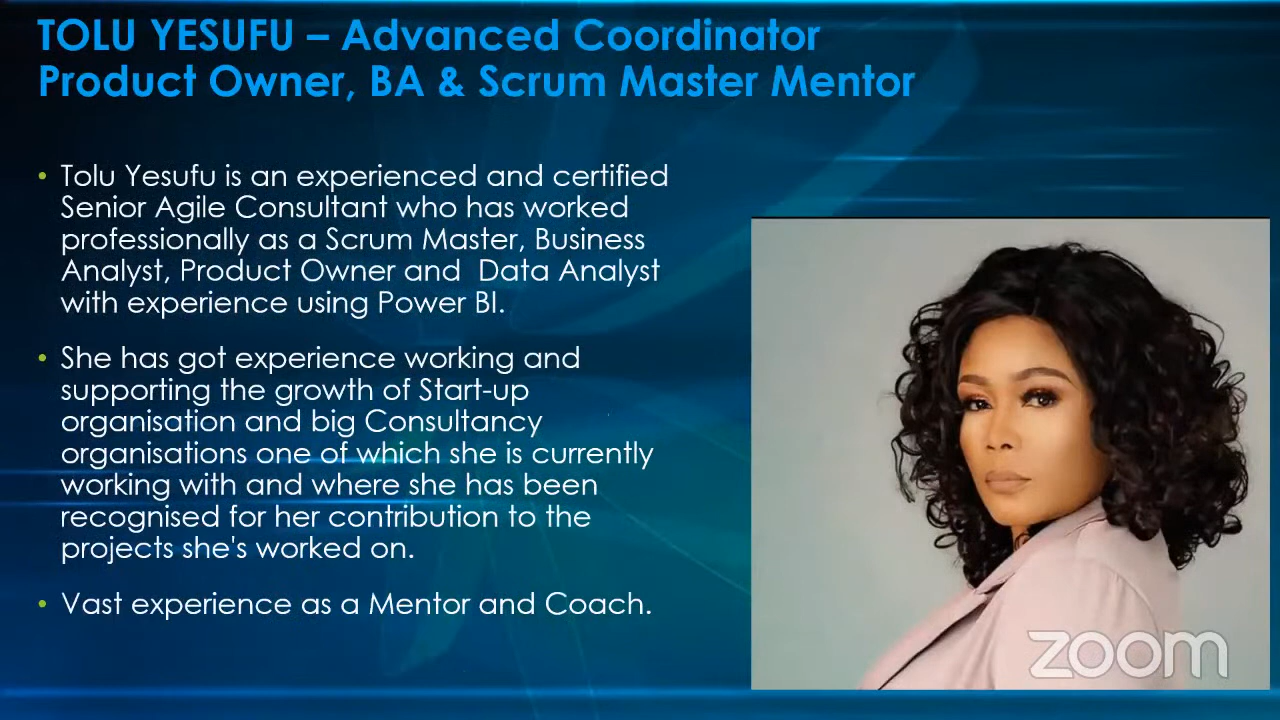 TOLU YESUFU – Advanced Coordinator
Product Owner, BA & Scrum Master Mentor
• Tolu Yesufu is an experienced and certified
Senior Agile Consultant who has worked
professionally as a Scrum Master, Business
Analyst, Product Owner and  Data Analyst
with experience using Power BI.
• She has got experience working and
supporting the growth of Start-up
organisation and big Consultancy
organisations one of which she is currently
working with and where she has been
recognised for her contribution to the
projects she's worked on.
• Vast experience as a Mentor and Coach.
zoom